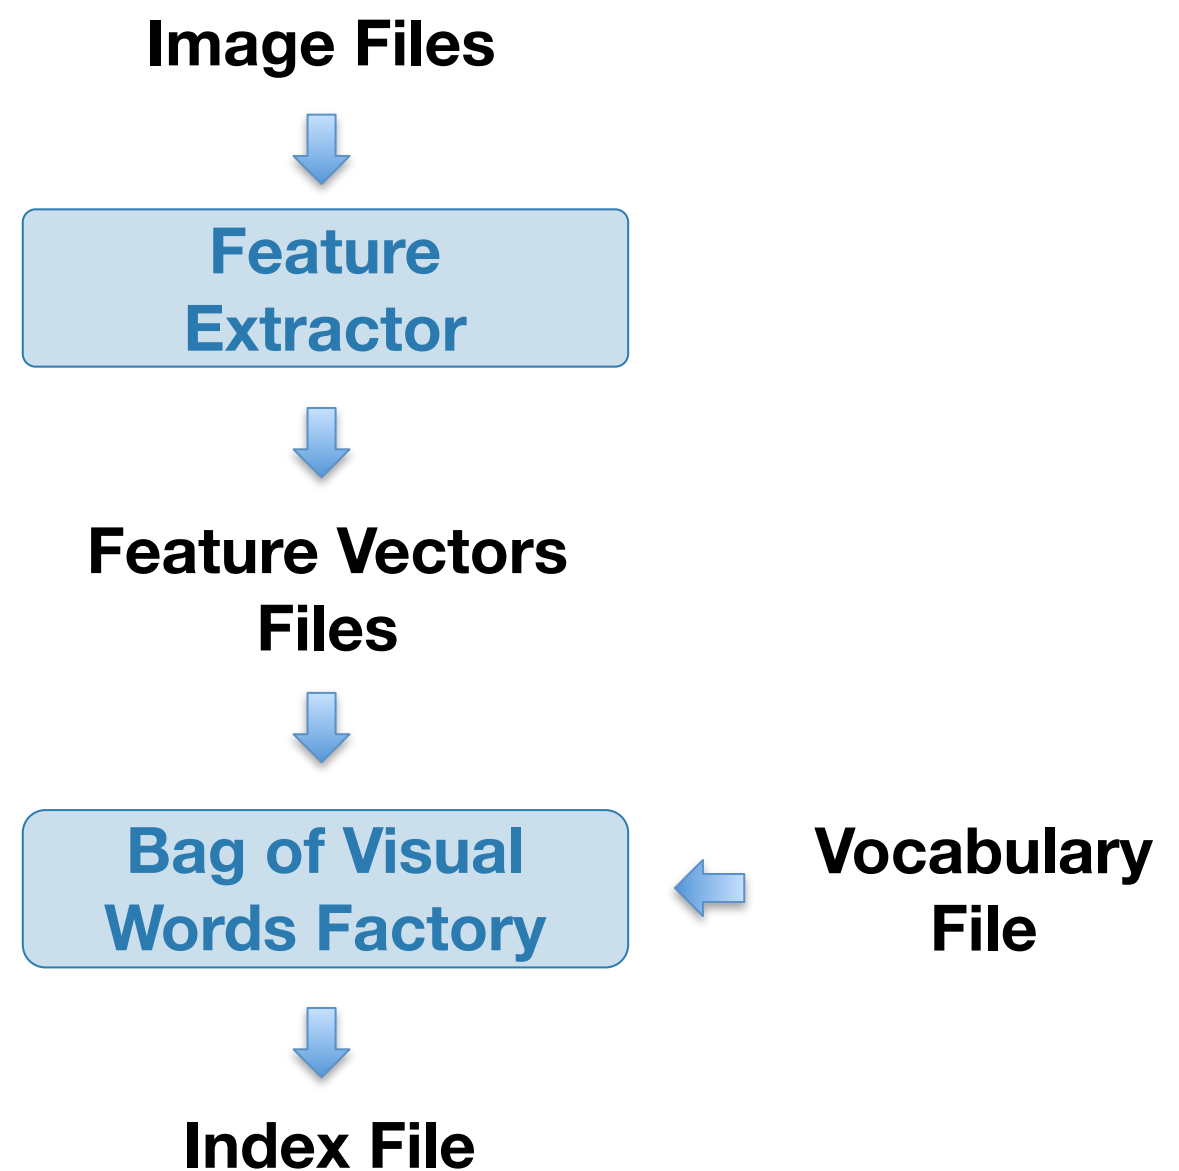 Image Files
Feature
Extractor
Feature Vectors
Files
Bag of Visual
Words Factory
Vocabulary
File
Index File